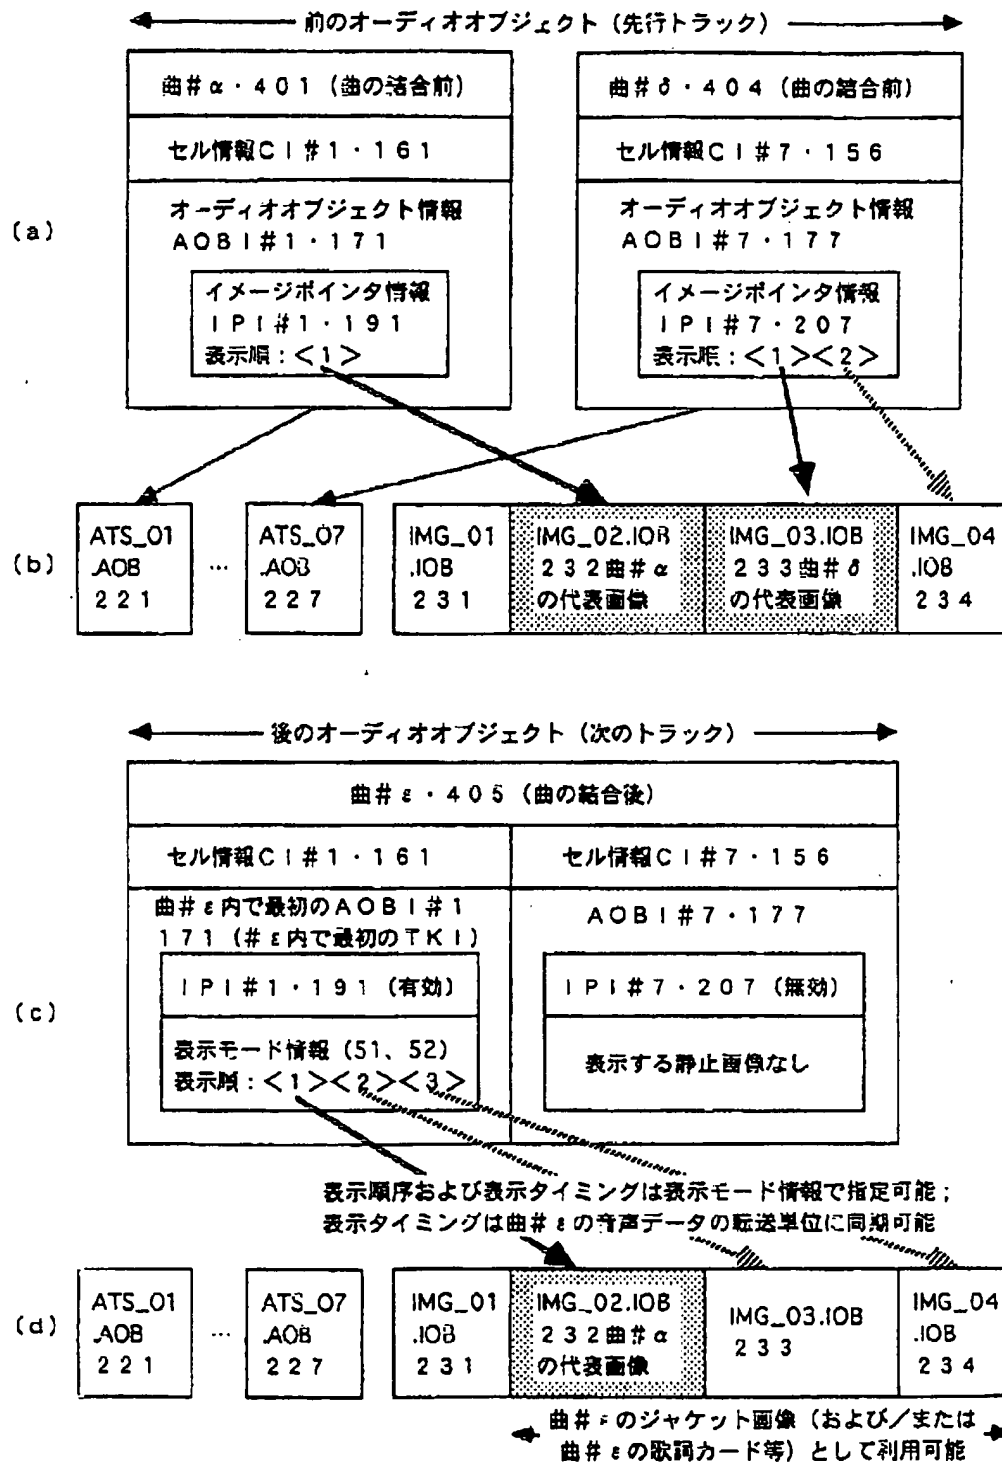 前のオーディオオブジェクト（先行トラック）
曲＃α・４０１（曲の結合前）
曲＃δ・４０４（曲の結合前）
セル情報ＣＩ＃１・１６１
セル情報ＣＩ＃７・１５６
(a)
オーディオオブジェクト情報
ＡＯＢＩ＃１・１７１
オーディオオブジェクト情報
ＡＯＢＩ＃７・１７７
イメージポインタ情報
ＩＰＩ＃１・１９１
表示順：＜１＞
イメージポインタ情報
ＩＰＩ＃７・２０７
表示順：＜１＞＜２＞
(b)
ATS_01
.AOB
２２１
…
ATS_07
.AOB
２２７
IMG_01
.IOB
２３１
IMG_02.IOB
２３２曲＃α
の代表画像
IMG_03.IOB
２３３曲＃δ
の代表画像
IMG_04
.IOB
２３４
後のオーディオオブジェクト（次のトラック）
曲＃ε・４０５（曲の結合後）
セル情報ＣＩ＃１・１６１
セル情報ＣＩ＃７・１５６
(c)
曲＃ε内で最初のＡＯＢＩ＃１
１７１（＃ε内で最初のＴＫＩ）
ＡＯＢＩ＃７・１７７
ＩＰＩ＃１・１９１（有効）
ＩＰＩ＃７・２０７（無効）
表示モード情報（51、52）
表示順：＜１＞＜２＞＜３＞
表示する静止画像なし
表示順序および表示タイミングは表示モード情報で指定可能；
表示タイミングは曲＃εの音声データの転送単位に同期可能
(d)
ATS_01
.AOB
２２１
…
ATS_07
.AOB
２２７
IMG_01
.IOB
２３１
IMG_02.IOB
２３２曲＃α
の代表画像
IMG_03.IOB
２３３
IMG_04
.IOB
２３４
曲＃εのジャケット画像（および／または
曲＃εの歌詞カード等）として利用可能